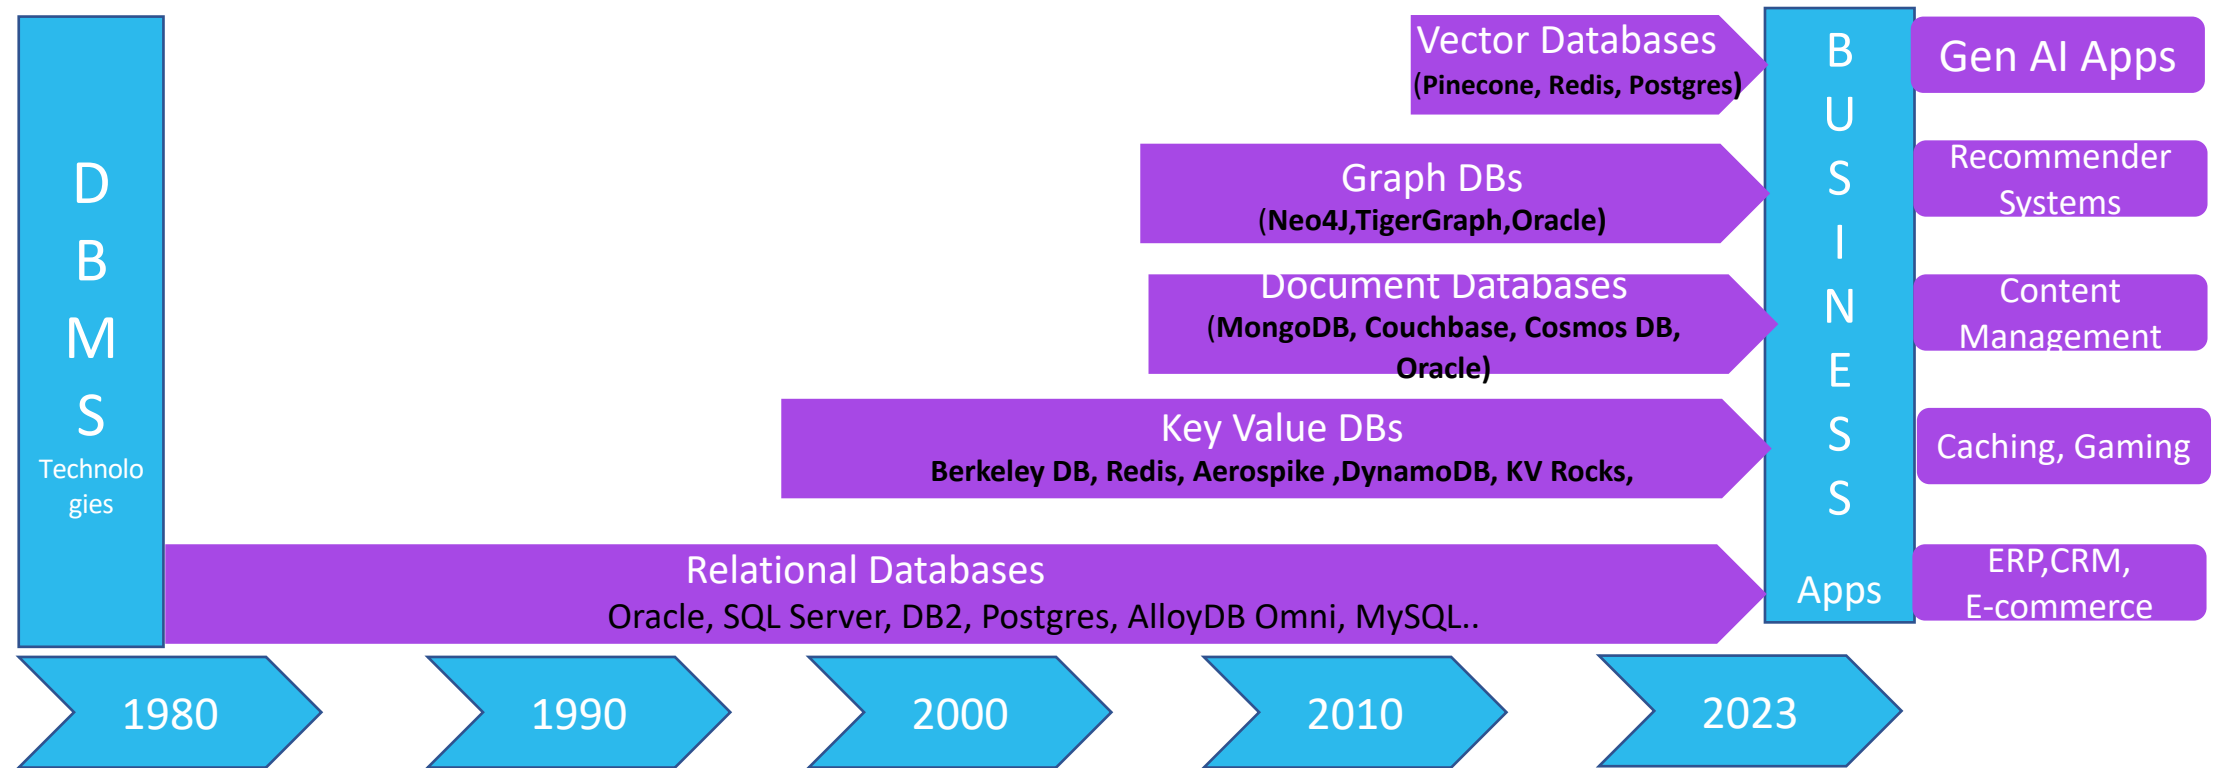 D
B
M
S
Technolo
gies
Vector Databases
(Pinecone, Redis, Postgres)
Graph DBs
(Neo4J,TigerGraph,Oracle)
Document Databases
(MongoDB, Couchbase, Cosmos DB,
Oracle)
Key Value DBs
Berkeley DB, Redis, Aerospike ,DynamoDB, KV Rocks,
Relational Databases
Oracle, SQL Server, DB2, Postgres, AlloyDB Omni, MySQL..
B
U
S
I
N
E
S
S
Apps
Gen AI Apps
Recommender
Systems
Content
Management
Caching, Gaming
ERP,CRM,
E-commerce
1980
1990
2000
2010
2023